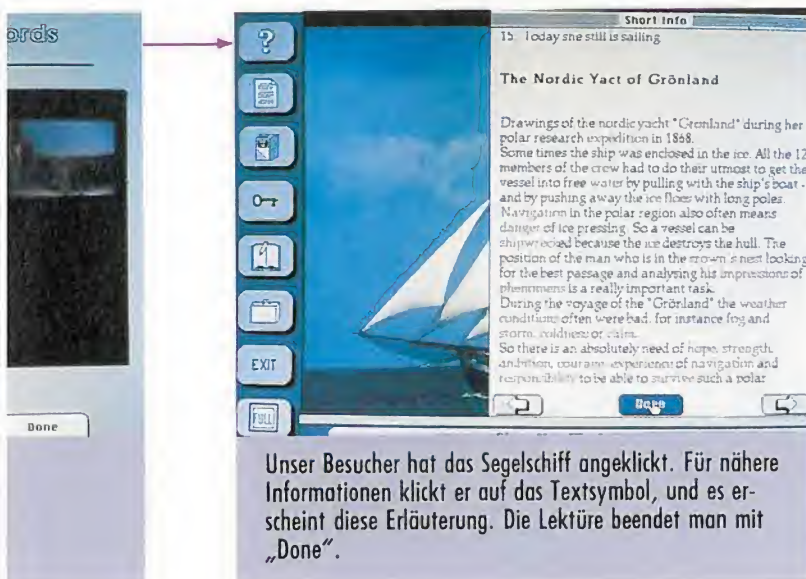 ords
Done
Short Info
15. Today she still is sailing
The Nordic Yact of Grönland
Drawings of the nordic yacht "Grönland" during her
polar research expedition in 1868.
Some times the ship was enclosed in the ice. All the 12
members of the crew had to do their utmost to get the
vessel into free water by pulling with the ship's boat -
and by pushing away the ice floes with long poles.
Navigation in the polar region also often means
danger of ice pressing. So a vessel can be
shipwrecked because the ice destroys the hull. The
position of the man who is in the crown's nest looking
for the best passage and analysing his impressions of
phenomens is a really important task.
During the voyage of the "Grönland" the weather
conditions often were bad, for instance fog and
storm, coldness or calm.
So there is an absolutely need of hope, strength,
ambition, courage, experience of navigation and
responsibility to be able to survive such a polar
EXIT
FULL
Done
Unser Besucher hat das Segelschiff angeklickt. Für nähere
Informationen klickt er auf das Textsymbol, und es er-
scheint diese Erläuterung. Die Lektüre beendet man mit
„Done".